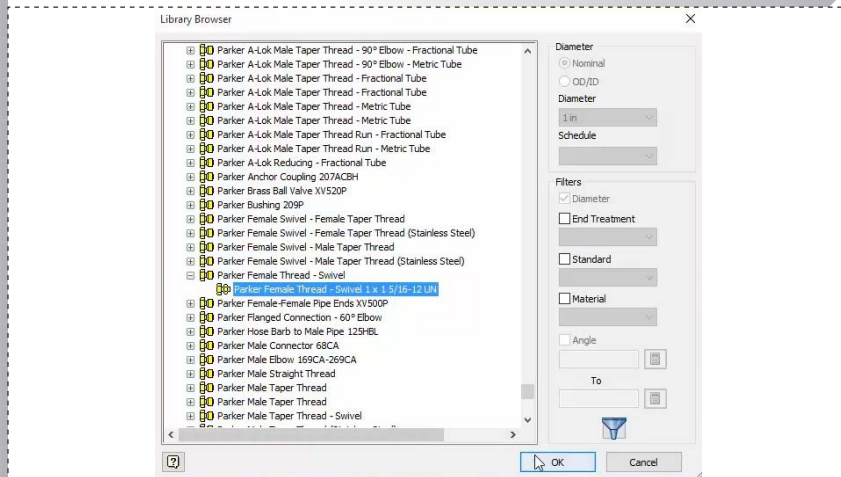 Library Browser
Parker A-Lok Male Taper Thread - 90° Elbow - Fractional Tube
Parker A-Lok Male Taper Thread - 90° Elbow - Metric Tube
Parker A-Lok Male Taper Thread - Fractional Tube
Parker A-Lok Male Taper Thread - Fractional Tube
Parker A-Lok Male Taper Thread - Metric Tube
Parker A-Lok Male Taper Thread - Metric Tube
Parker A-Lok Male Taper Thread Run - Fractional Tube
Parker A-Lok Male Taper Thread Run - Metric Tube
Parker A-Lok Reducing - Fractional Tube
Parker Anchor Coupling 207ACBH
Parker Brass Ball Valve XV520P
Parker Bushing 209P
Parker Female Swivel - Female Taper Thread
Parker Female Swivel - Female Taper Thread (Stainless Steel)
Parker Female Swivel - Male Taper Thread
Parker Female Swivel - Male Taper Thread (Stainless Steel)
Parker Female Thread - Swivel
Parker Female Thread - Swivel 1 x 1 5/16-12 UN
Parker Female-Female Pipe Ends XV500P
Parker Flanged Connection - 60° Elbow
Parker Hose Barb to Male Pipe 125HBL
Parker Male Connector 68CA
Parker Male Elbow 169CA-269CA
Parker Male Straight Thread
Parker Male Taper Thread
Parker Male Taper Thread
Parker Male Taper Thread - Swivel
Diameter
Nominal
OD/ID
Diameter
1 in
Schedule
Filters
Diameter
End Treatment
Standard
Material
Angle
To
OK
Cancel